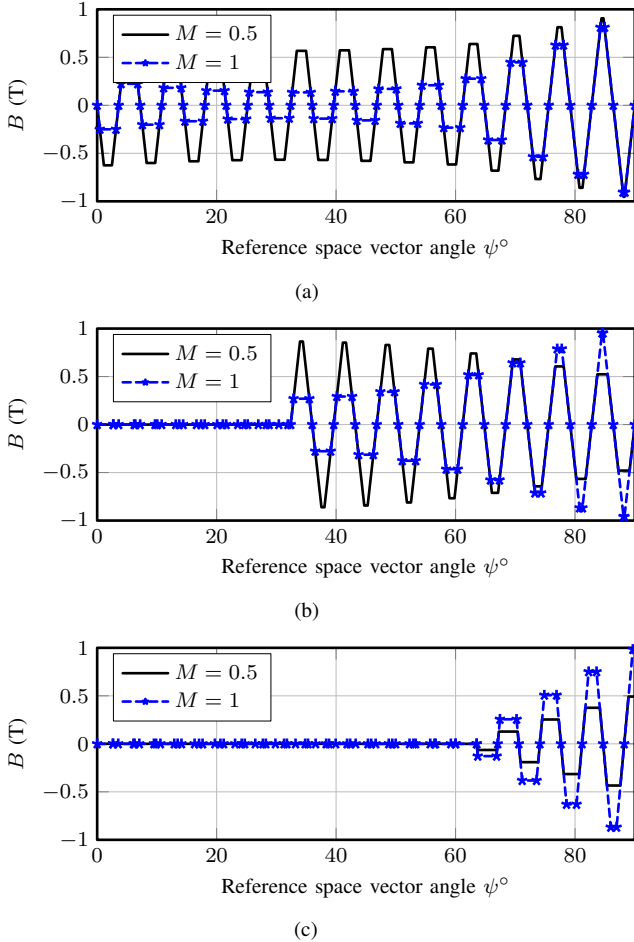 1
0.5
0
−0.5
−1
B (T)
M = 0.5
M = 1
0 20 40 60 80
Reference space vector angle ψ°
(a)
1
0.5
0
−0.5
−1
B (T)
M = 0.5
M = 1
0 20 40 60 80
Reference space vector angle ψ°
(b)
1
0.5
0
−0.5
−1
B (T)
M = 0.5
M = 1
0 20 40 60 80
Reference space vector angle ψ°
(c)